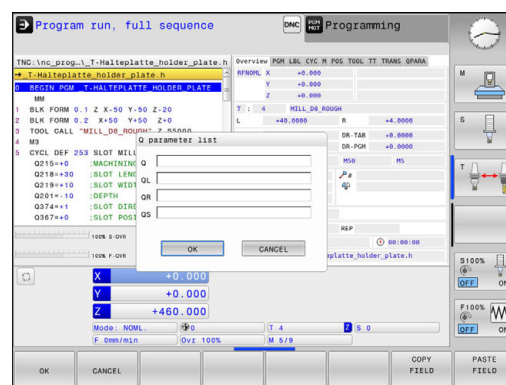 Program run, full sequence
DNC
PGM MGT
Programming
TNC:\nc_prog…\_T-Halteplatte_holder_plate.h
→_T-Halteplatte_holder_plate.h
0 BEGIN PGM _T-HALTEPLATTE_HOLDER_PLATE
MM
1 BLK FORM 0.1 Z X-50 Y-50 Z-20
2 BLK FORM 0.2 X+50 Y+50 Z+0
3 TOOL CALL "MILL_D8_ROUGH" Z S5000
4 M3
5 CYCL DEF 253 SLOT MILL
Q215=+0 ;MACHINING
Q218=+30 ;SLOT LENG
Q219=+10 ;SLOT WIDT
Q201=-10 ;DEPTH
Q374=+1 ;SLOT DIRE
Q367=+0 ;SLOT POSI
100% S-OVR
100% F-OVR
Overview PGM LBL CYC M POS TOOL TT TRANS QPARA
RFNOML X +0.000
Y +0.000
Z +0.000
T : 4 MILL_D8_ROUGH
L +40.0000 R +4.0000
DR-TAB +0.0000
DR-PGM +0.0000
M50 M5
REP
00:00:00
eplatte_holder_plate.h
Q parameter list
Q
QL
QR
QS
OK
CANCEL
X +0.000
Y +0.000
Z +460.000
Mode: NOML.
0
T 4
Z S 0
F 0mm/min
Ovr 100%
M 5/9
M
S
T
S100%
OFF ON
F100%
OFF ON
OK
CANCEL
COPY FIELD
PASTE FIELD